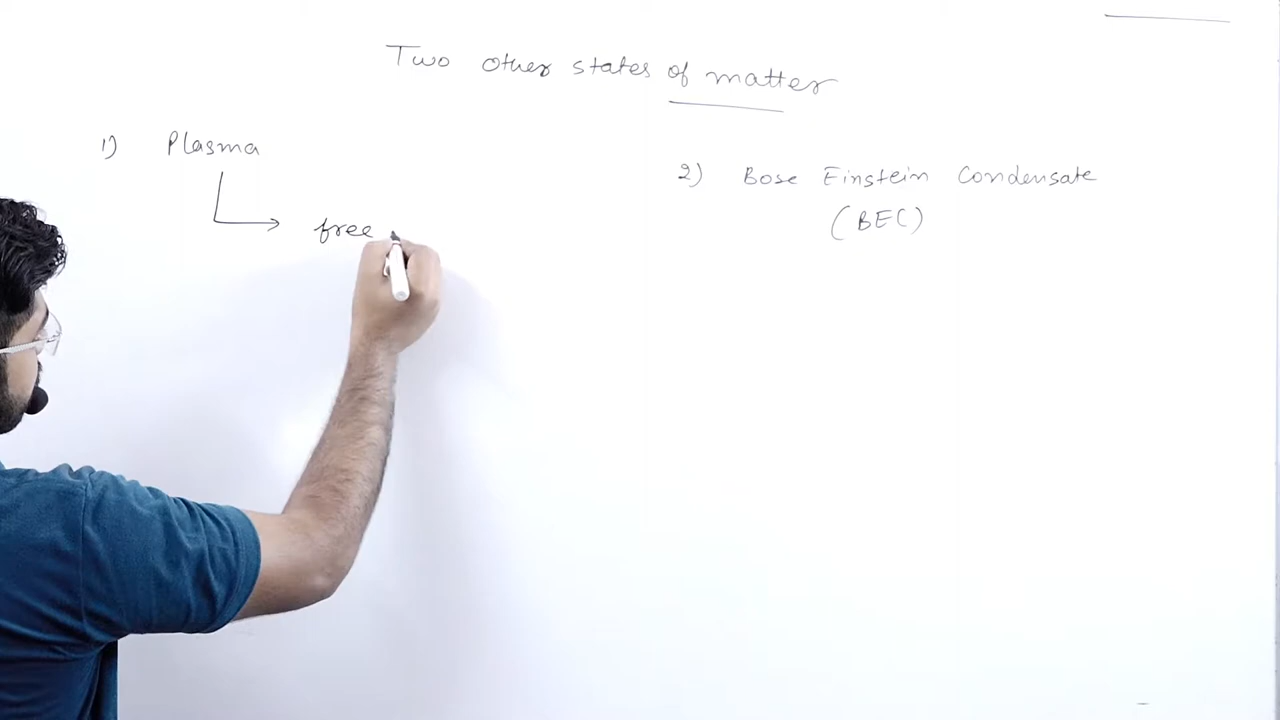 Two other states of matter
1) Plasma
free
2) Bose Einstein Condensate
(BEC)